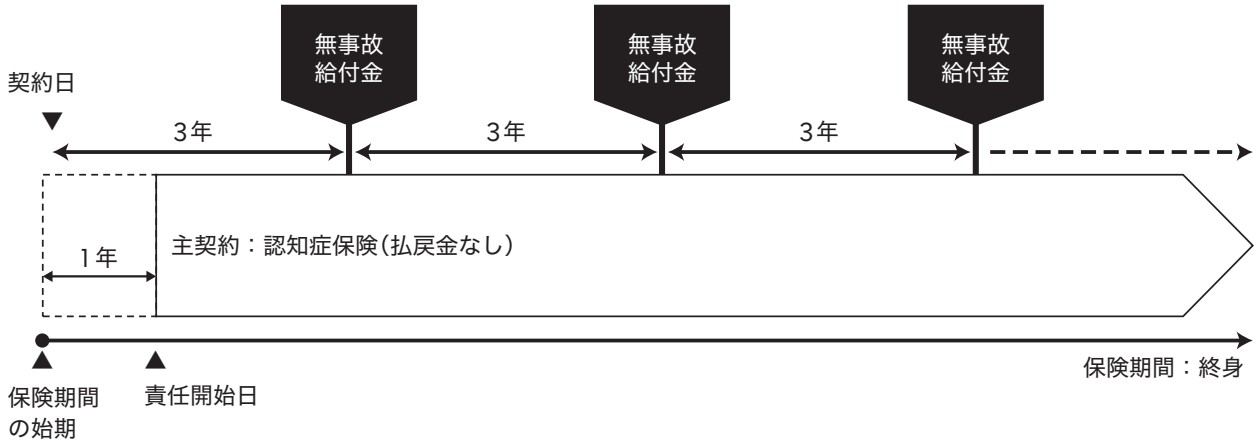 無事故
給付金
無事故
給付金
無事故
給付金
契約日
3年
3年
3年
1年
主契約：認知症保険（払戻金なし）
保険期間：終身
保険期間
の始期
責任開始日